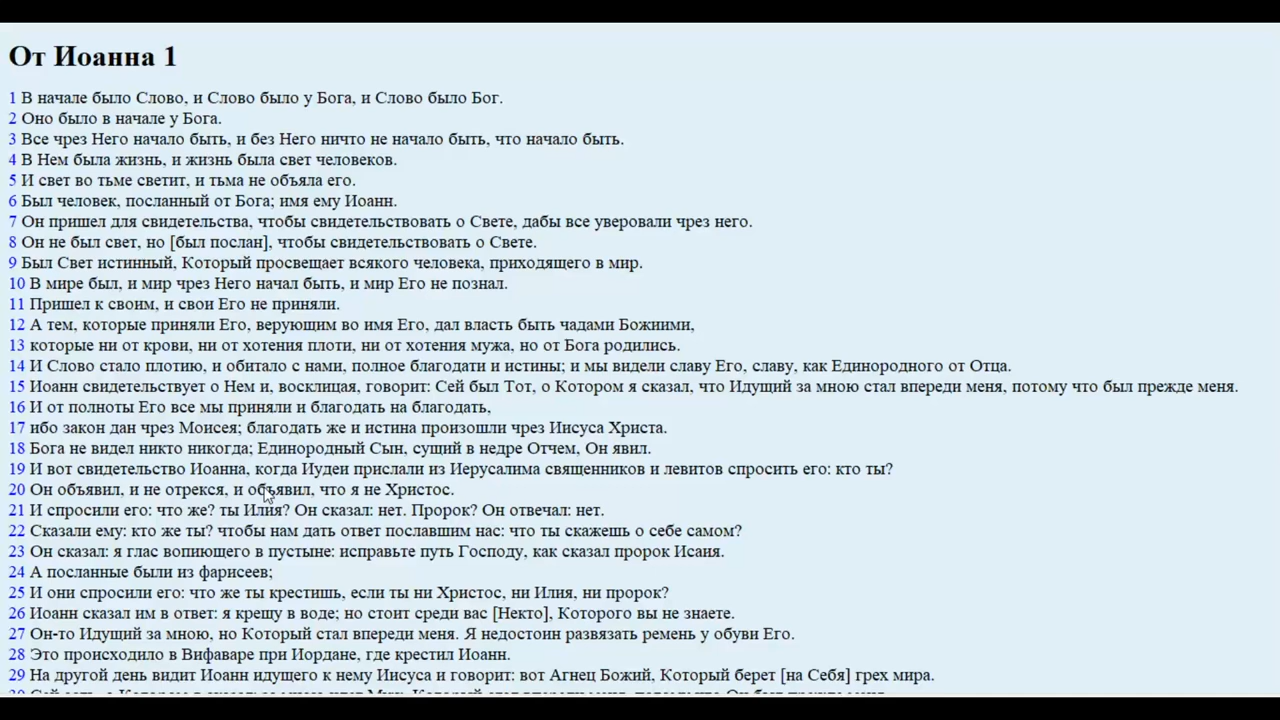 От Иоанна 1
1 В начале было Слово, и Слово было у Бога, и Слово было Бог.
2 Оно было в начале у Бога.
3 Все чрез Него начало быть, и без Него ничто не начало быть, что начало быть.
4 В Нем была жизнь, и жизнь была свет человеков.
5 И свет во тьме светит, и тьма не объяла его.
6 Был человек, посланный от Бога; имя ему Иоанн.
7 Он пришел для свидетельства, чтобы свидетельствовать о Свете, дабы все уверовали чрез него.
8 Он не был свет, но [был послан], чтобы свидетельствовать о Свете.
9 Был Свет истинный, Который просвещает всякого человека, приходящего в мир.
10 В мире был, и мир чрез Него начал быть, и мир Его не познал.
11 Пришел к своим, и свои Его не приняли.
12 А тем, которые приняли Его, верующим во имя Его, дал власть быть чадами Божиими,
13 которые ни от крови, ни от хотения плоти, ни от хотения мужа, но от Бога родились.
14 И Слово стало плотию, и обитало с нами, полное благодати и истины; и мы видели славу Его, славу, как Единородного от Отца.
15 Иоанн свидетельствует о Нем и, восклицая, говорит: Сей был Тот, о Котором я сказал, что Идущий за мною стал впереди меня, потому что был прежде меня.
16 И от полноты Его все мы приняли и благодать на благодать,
17 ибо закон дан чрез Моисея; благодать же и истина произошли чрез Иисуса Христа.
18 Бога не видел никто никогда; Единородный Сын, сущий в недре Отчем, Он явил.
19 И вот свидетельство Иоанна, когда Иудеи прислали из Иерусалима священников и левитов спросить его: кто ты?
20 Он объявил, и не отрекся, и объявил, что я не Христос.
21 И спросили его: что же? ты Илия? Он сказал: нет. Пророк? Он отвечал: нет.
22 Сказали ему: кто же ты? чтобы нам дать ответ пославшим нас: что ты скажешь о себе самом?
23 Он сказал: я глас вопиющего в пустыне: исправьте путь Господу, как сказал пророк Исаия.
24 А посланные были из фарисеев;
25 И они спросили его: что же ты крестишь, если ты ни Христос, ни Илия, ни пророк?
26 Иоанн сказал им в ответ: я крещу в воде; но стоит среди вас [Некто], Которого вы не знаете.
27 Он-то Идущий за мною, но Который стал впереди меня. Я недостоин развязать ремень у обуви Его.
28 Это происходило в Вифаваре при Иордане, где крестил Иоанн.
29 На другой день видит Иоанн идущего к нему Иисуса и говорит: вот Агнец Божий, Который берет [на Себя] грех мира.